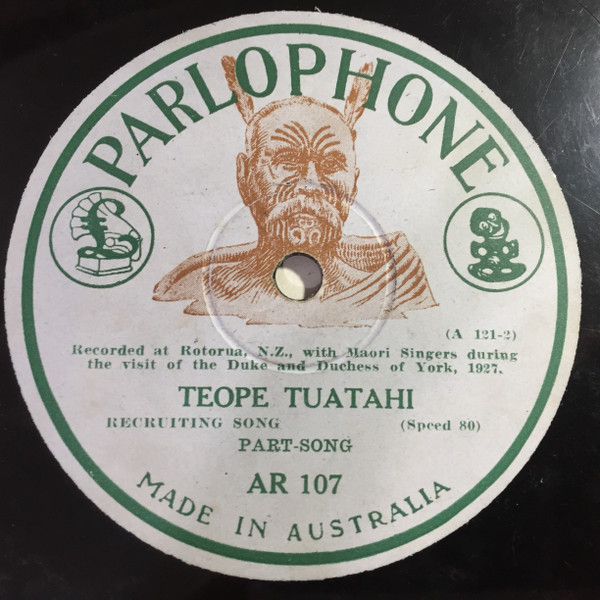 PARLOPHONE
(A 121-2)
Recorded at Rotorua, N.Z., with Maori Singers during
the visit of the Duke and Duchess of York, 1927.
TEOPE TUATAHI
RECRUITING SONG (Speed 80)
PART-SONG
AR 107
MADE IN AUSTRALIA